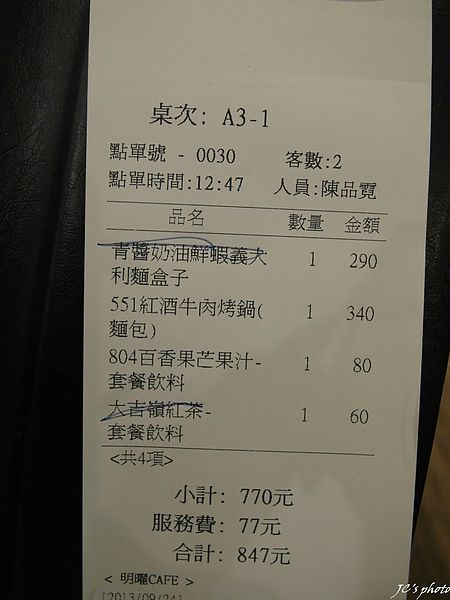 桌次: A3-1
點單號 - 0030 客數:2
點單時間:12:47 人員:陳品霓
品名 數量 金額
青醬奶油鮮蝦義大 1 290
利麵盒子
551紅酒牛肉烤鍋( 1 340
麵包)
804百香果芒果汁- 1 80
套餐飲料
大吉嶺紅茶- 1 60
套餐飲料
<共4項>
小計: 770元
服務費: 77元
合計: 847元
< 明曜CAFE >
[2013/09/24]
JC's photo